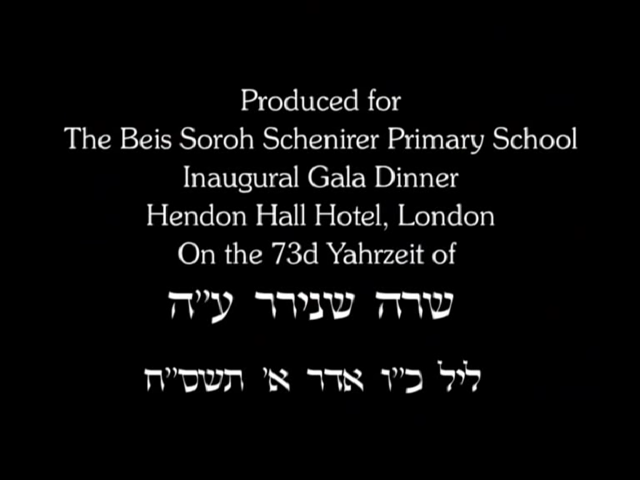 Produced for
The Beis Soroh Schenirer Primary School
Inaugural Gala Dinner
Hendon Hall Hotel, London
On the 73d Yahrzeit of
שרה שנירר ע״ה
ליל כ״ו אדר א׳ תשס״ח